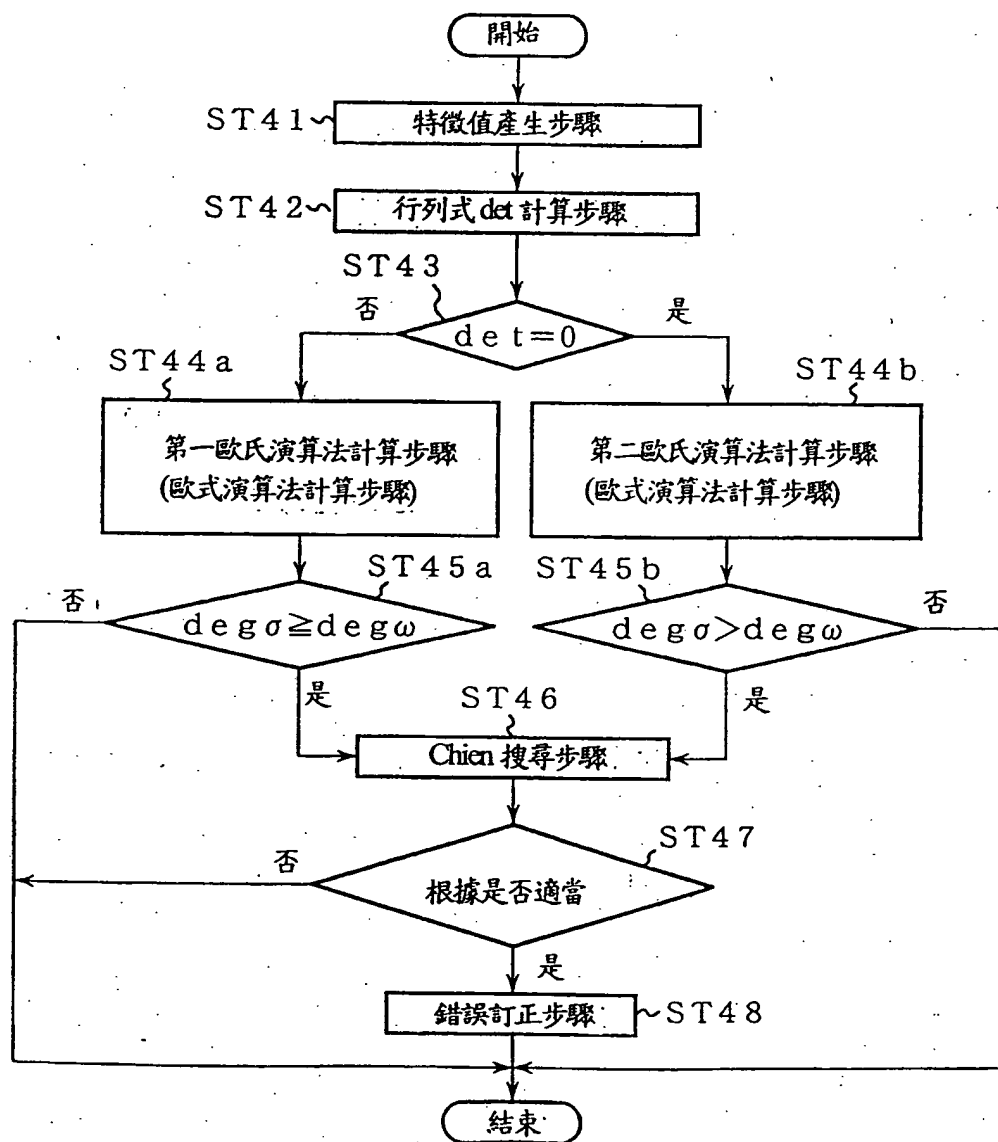 開始
ST41
特徵值產生步驟
ST42
行列式det計算步驟
ST43
否
是
det=0
ST44a
ST44b
第一歐氏演算法計算步驟
(歐式演算法計算步驟)
第二歐氏演算法計算步驟
(歐式演算法計算步驟)
ST45a
ST45b
否
否
degσ≧degω
degσ>degω
是
是
ST46
Chien搜尋步驟
ST47
否
根據是否適當
是
錯誤訂正步驟
ST48
結束